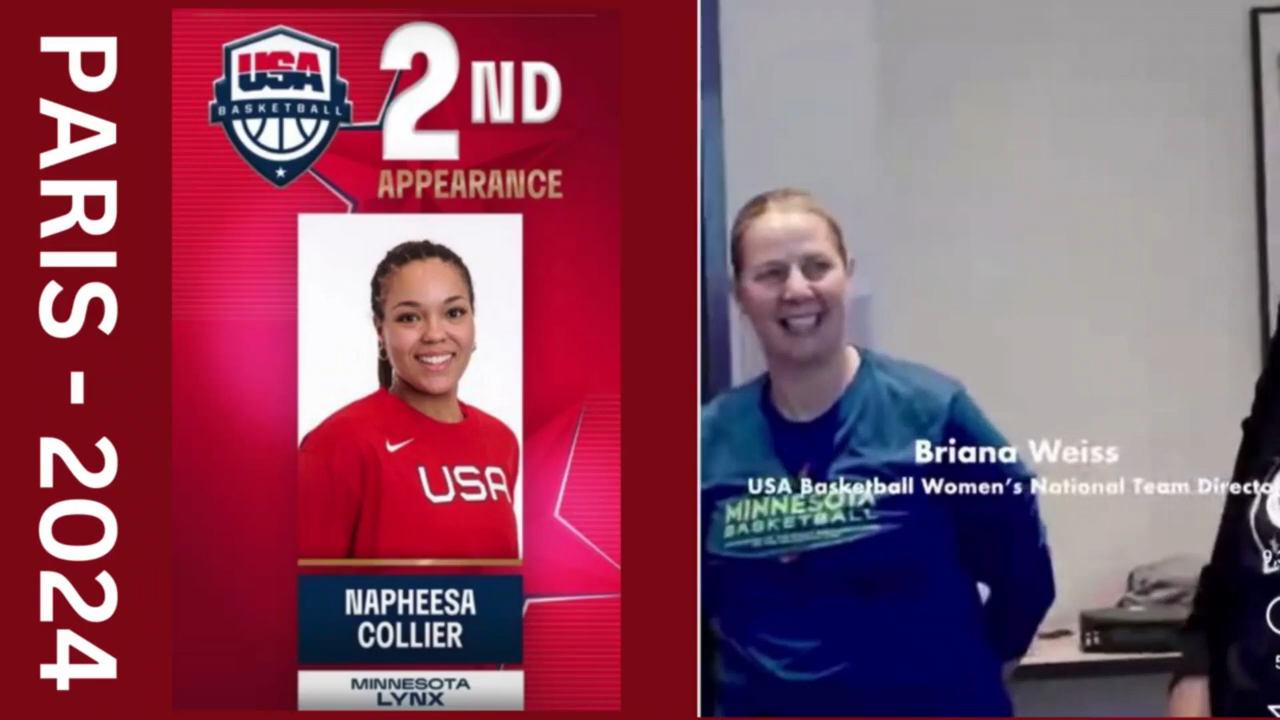 PARIS - 2024
USA
BASKETBALL
2ND
APPEARANCE
USA
NAPHEESA
COLLIER
MINNESOTA
LYNX
Briana Weiss
USA Basketball Women's National Team Directo
MINNESOTA
BASKETBALL